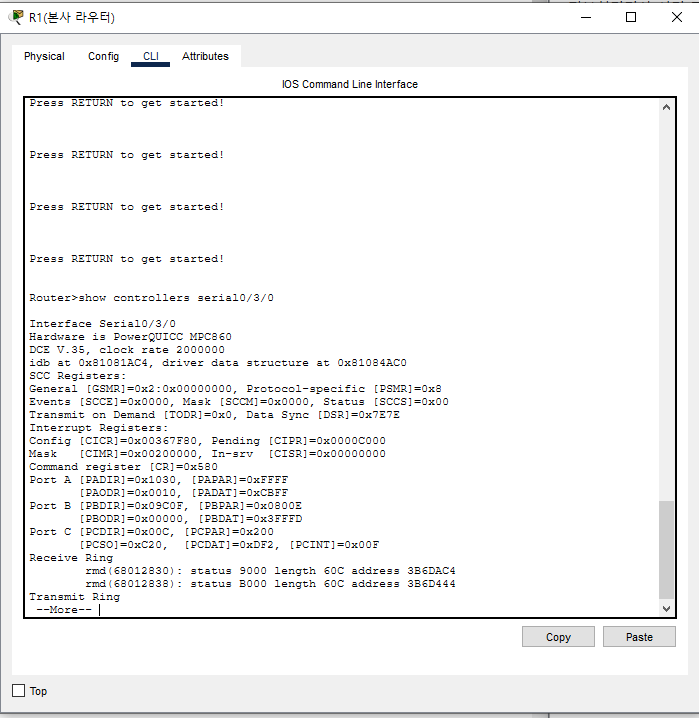 R1(본사 라우터)
Physical Config CLI Attributes
IOS Command Line Interface
Press RETURN to get started!
Press RETURN to get started!
Press RETURN to get started!
Press RETURN to get started!
Router>show controllers serial0/3/0
Interface Serial0/3/0
Hardware is PowerQUICC MPC860
DCE V.35, clock rate 2000000
idb at 0x81081AC4, driver data structure at 0x81084AC0
SCC Registers:
General [GSMR]=0x2:0x00000000, Protocol-specific [PSMR]=0x8
Events [SCCE]=0x0000, Mask [SCCM]=0x0000, Status [SCCS]=0x00
Transmit on Demand [TODR]=0x0, Data Sync [DSR]=0x7E7E
Interrupt Registers:
Config [CICR]=0x00367F80, Pending [CIPR]=0x0000C000
Mask   [CIMR]=0x00200000, In-srv  [CISR]=0x00000000
Command register [CR]=0x580
Port A [PADIR]=0x1030, [PAPAR]=0xFFFF
       [PAODR]=0x0010, [PADAT]=0xCBFF
Port B [PBDIR]=0x09C0F, [PBPAR]=0x0800E
       [PBODR]=0x00000, [PBDAT]=0x3FFFD
Port C [PCDIR]=0x00C, [PCPAR]=0x200
       [PCSO]=0xC20,  [PCDAT]=0xDF2, [PCINT]=0x00F
Receive Ring
        rmd(68012830): status 9000 length 60C address 3B6DAC4
        rmd(68012838): status B000 length 60C address 3B6D444
Transmit Ring
 --More--
Copy Paste
Top